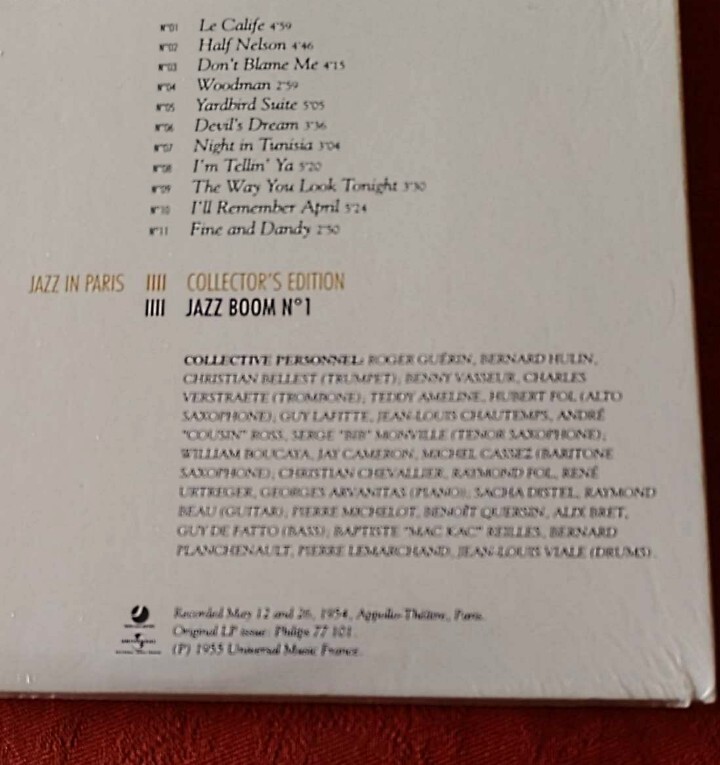 N°01 Le Calife 4'59
N°02 Half Nelson 4'46
N°03 Don't Blame Me 4'15
N°04 Woodman 2'59
N°05 Yardbird Suite 5'05
N°06 Devil's Dream 3'36
N°07 Night in Tunisia 3'04
N°08 I'm Tellin' Ya 5'20
N°09 The Way You Look Tonight 3'30
N°10 I'll Remember April 5'24
N°11 Fine and Dandy 2'50
JAZZ IN PARIS IIII COLLECTOR'S EDITION
IIII JAZZ BOOM N°1
COLLECTIVE PERSONNEL: ROGER GUÉRIN, BERNARD HULIN,
CHRISTIAN BELLEST (TRUMPET); BENNY VASSEUR, CHARLES
VERSTRAETE (TROMBONE); TEDDY AMELINE, HUBERT FOL (ALTO
SAXOPHONE); GUY LAFITTE, JEAN-LOUIS CHAUTEMPS, ANDRÉ
"COUSIN" ROSS, SERGE "BIB" MONVILLE (TENOR SAXOPHONE);
WILLIAM BOUCAYA, JAY CAMERON, MICHEL CASSEZ (BARITONE
SAXOPHONE); CHRISTIAN CHEVALLIER, RAYMOND FOL, RENÉ
URTREGER, GEORGES ARVANITAS (PIANO); SACHA DISTEL, RAYMOND
BEAU (GUITAR); PIERRE MICHELOT, BENOÎT QUERSIN, ALIX BRET,
GUY DE FATTO (BASS); BAPTISTE "MAC KAC" REILLES, BERNARD
PLANCHENAULT, PIERRE LEMARCHAND, JEAN-LOUIS VIALE (DRUMS).
Recorded May 12 and 26, 1954, Appollo-Théâtre, Paris.
Original LP issue: Philips 77 101.
UNIVERSAL
(P) 1955 Universal Music France.